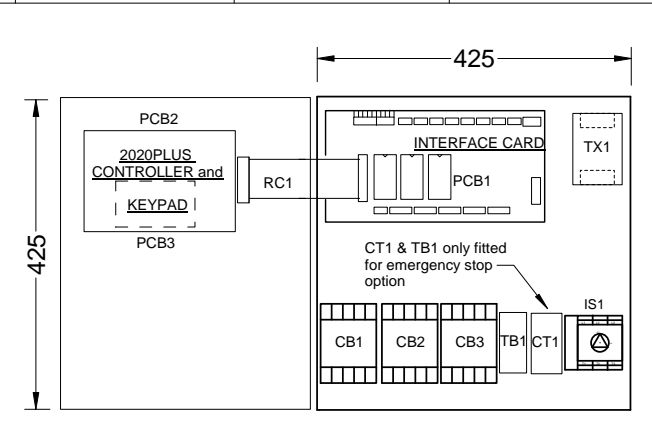 425
PCB2
2020PLUS
CONTROLLER and
KEYPAD
PCB3
RC1
INTERFACE CARD
PCB1
TX1
425
CT1 & TB1 only fitted
for emergency stop
option
IS1
CB1
CB2
CB3
TB1
CT1